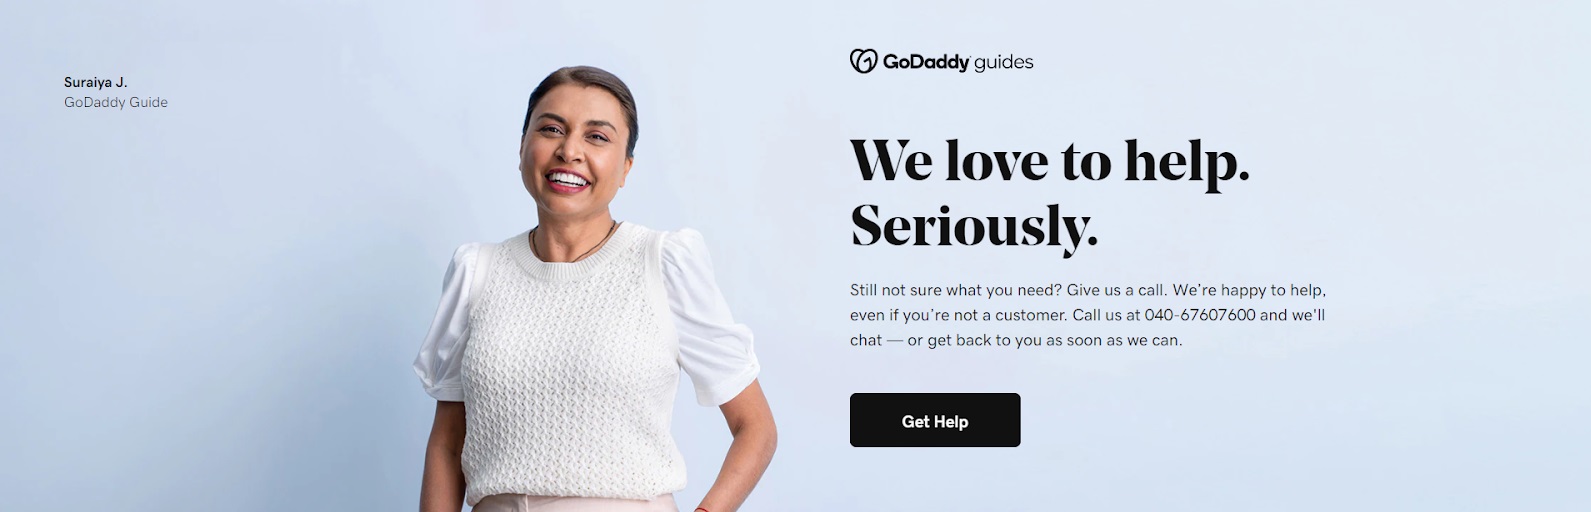 Suraiya J.
GoDaddy Guide
GoDaddy guides
We love to help.
Seriously.
Still not sure what you need? Give us a call. We're happy to help,
even if you're not a customer. Call us at 040-67607600 and we'll
chat — or get back to you as soon as we can.
Get Help